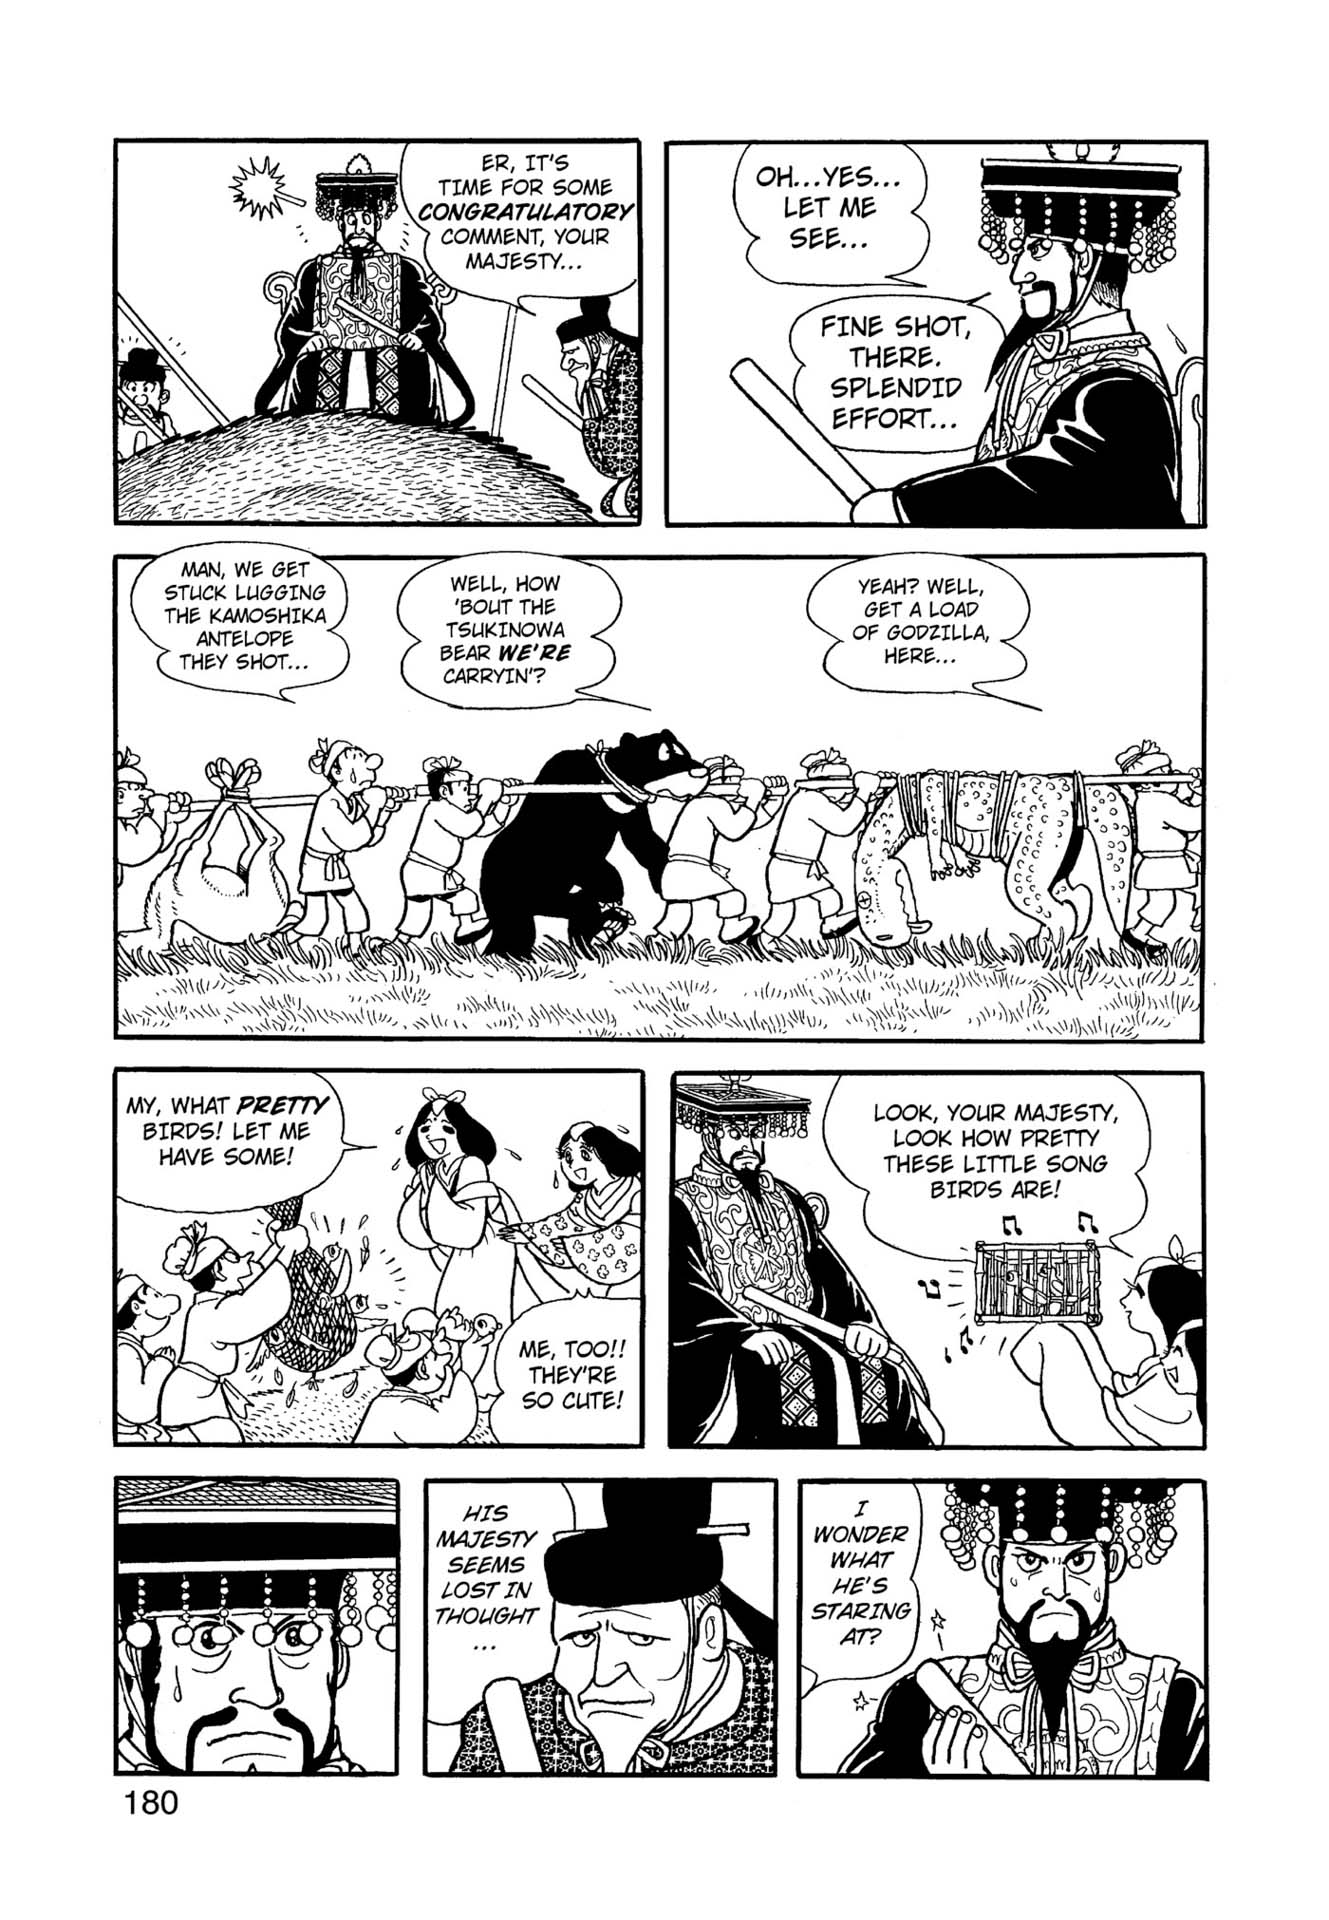 ER, IT'S
TIME FOR SOME
CONGRATULATORY
COMMENT, YOUR
MAJESTY...
OH...YES...
LET ME
SEE...
FINE SHOT,
THERE.
SPLENDID
EFFORT...
MAN, WE GET
STUCK LUGGING
THE KAMOSHIKA
ANTELOPE
THEY SHOT...
WELL, HOW
'BOUT THE
TSUKINOWA
BEAR WE'RE
CARRYIN'?
YEAH? WELL,
GET A LOAD
OF GODZILLA,
HERE...
MY, WHAT PRETTY
BIRDS! LET ME
HAVE SOME!
ME, TOO!!
THEY'RE
SO CUTE!
LOOK, YOUR MAJESTY,
LOOK HOW PRETTY
THESE LITTLE SONG
BIRDS ARE!
HIS
MAJESTY
SEEMS
LOST IN
THOUGHT
...
I
WONDER
WHAT
HE'S
STARING
AT?
180